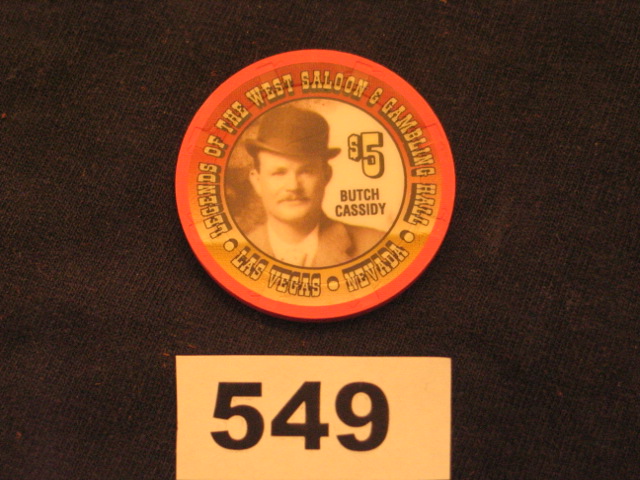 LEGENDS OF THE WEST SALOON & GAMBLING HALL
$5
BUTCH
CASSIDY
LAS VEGAS • NEVADA
549